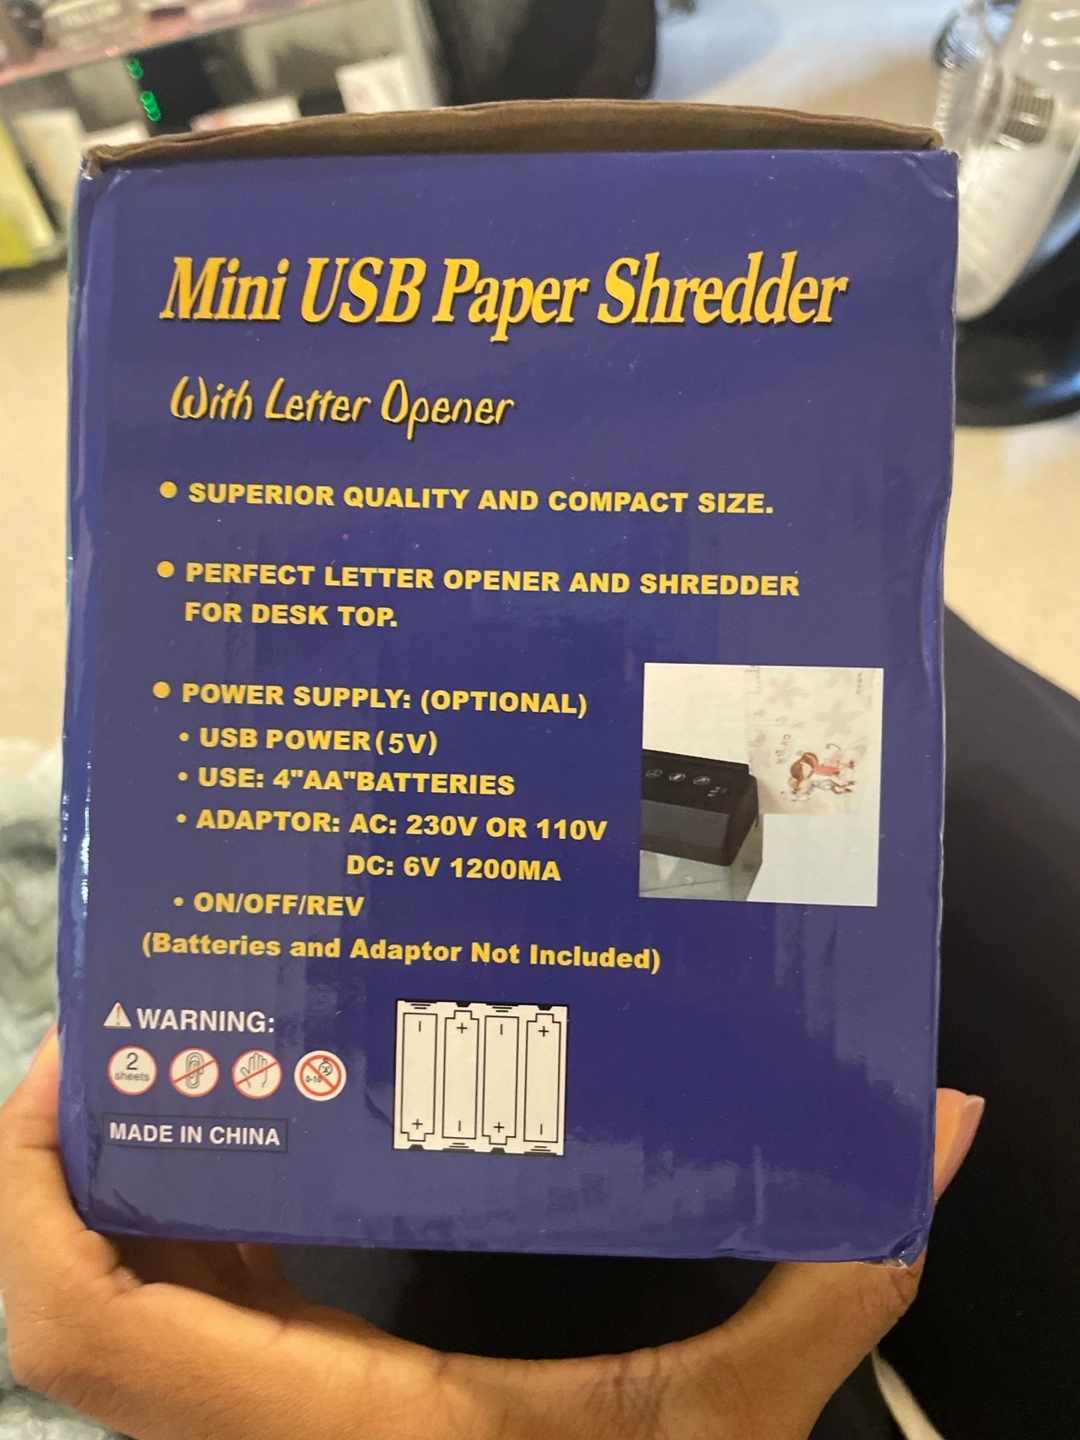 Mini USB Paper Shredder
With Letter Opener
• SUPERIOR QUALITY AND COMPACT SIZE.
• PERFECT LETTER OPENER AND SHREDDER
FOR DESK TOP.
• POWER SUPPLY: (OPTIONAL)
• USB POWER(5V)
• USE: 4"AA"BATTERIES
• ADAPTOR: AC: 230V OR 110V
DC: 6V 1200MA
• ON/OFF/REV
(Batteries and Adaptor Not Included)
WARNING:
2
sheets
0-10
MADE IN CHINA